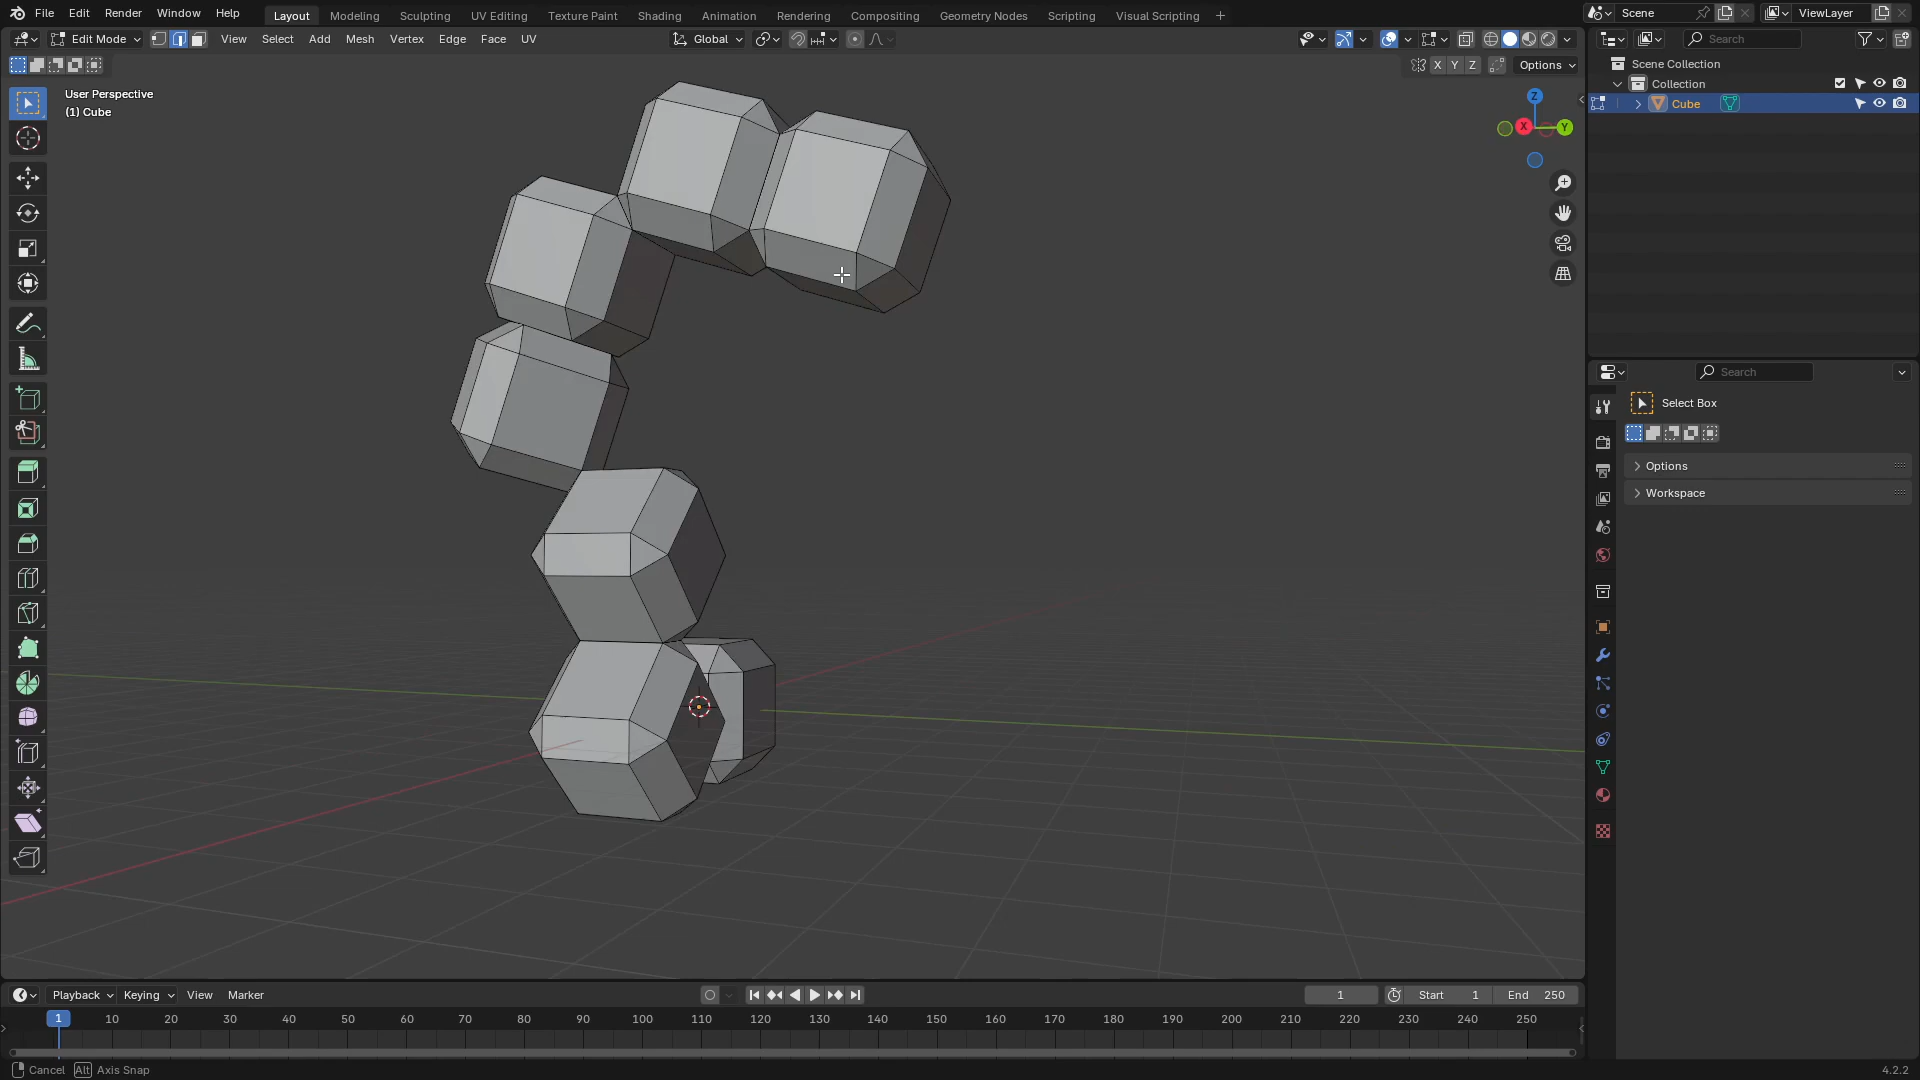 File Edit Render Window Help Layout Modeling Sculpting UV Editing Texture Paint Shading Animation Rendering Compositing Geometry Nodes Scripting Visual Scripting + Scene ViewLayer
Edit Mode View Select Add Mesh Vertex Edge Face UV Global Search
X Y Z Options
Scene Collection
User Perspective
(1) Cube
Collection
Cube
Z
X
Y
Search
Select Box
Options
Workspace
Playback Keying View Marker 1 Start 1 End 250
1 10 20 30 40 50 60 70 80 90 100 110 120 130 140 150 160 170 180 190 200 210 220 230 240 250
Cancel Alt Axis Snap 4.2.2